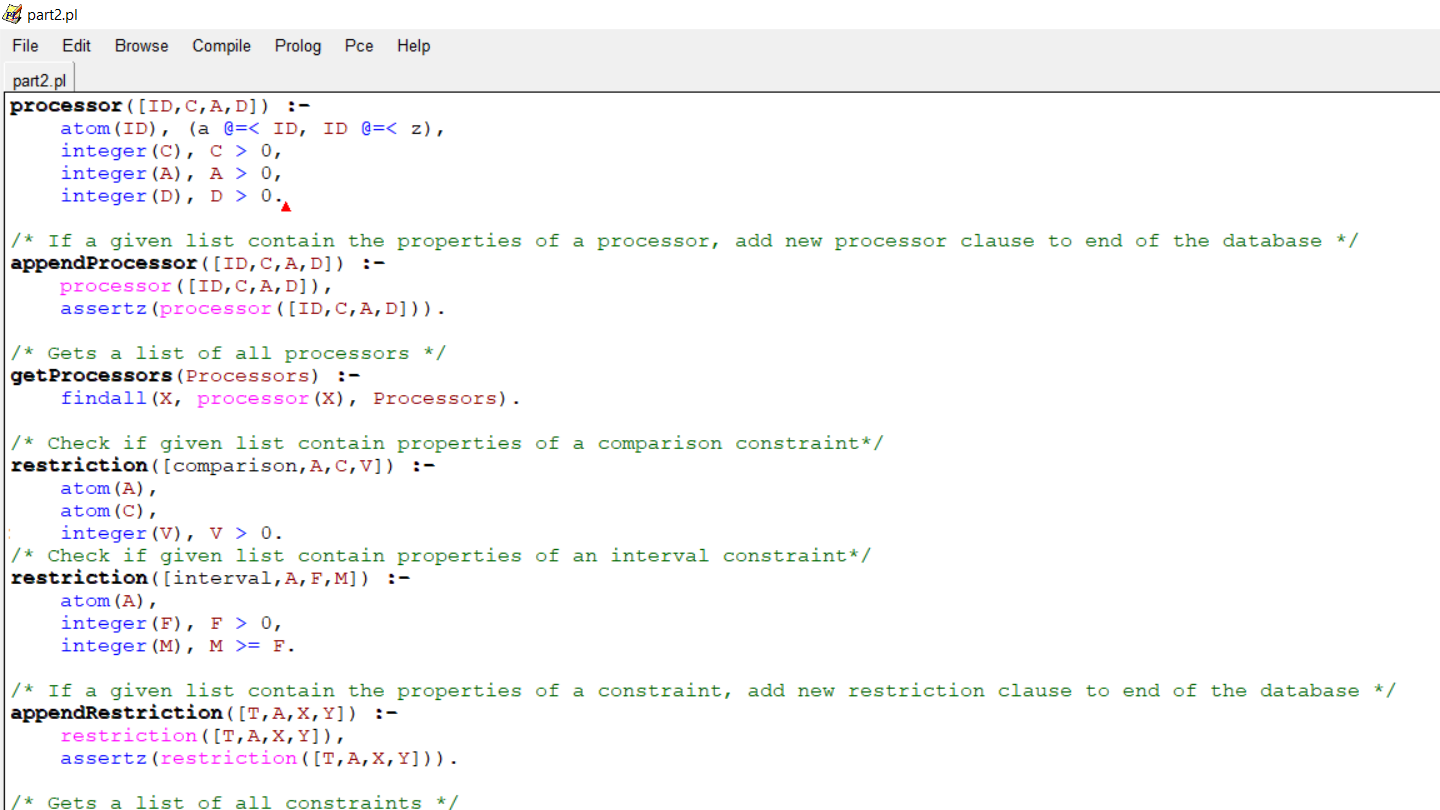 part2.pl
File Edit Browse Compile Prolog Pce Help
part2.pl
processor([ID,C,A,D]) :-
    atom(ID), (a @=< ID, ID @=< z),
    integer(C), C > 0,
    integer(A), A > 0,
    integer(D), D > 0.
/* If a given list contain the properties of a processor, add new processor clause to end of the database */
appendProcessor([ID,C,A,D]) :-
    processor([ID,C,A,D]),
    assertz(processor([ID,C,A,D])).
/* Gets a list of all processors */
getProcessors(Processors) :-
    findall(X, processor(X), Processors).
/* Check if given list contain properties of a comparison constraint*/
restriction([comparison,A,C,V]) :-
    atom(A),
    atom(C),
    integer(V), V > 0.
/* Check if given list contain properties of an interval constraint*/
restriction([interval,A,F,M]) :-
    atom(A),
    integer(F), F > 0,
    integer(M), M >= F.
/* If a given list contain the properties of a constraint, add new restriction clause to end of the database */
appendRestriction([T,A,X,Y]) :-
    restriction([T,A,X,Y]),
    assertz(restriction([T,A,X,Y])).
/* Gets a list of all constraints */